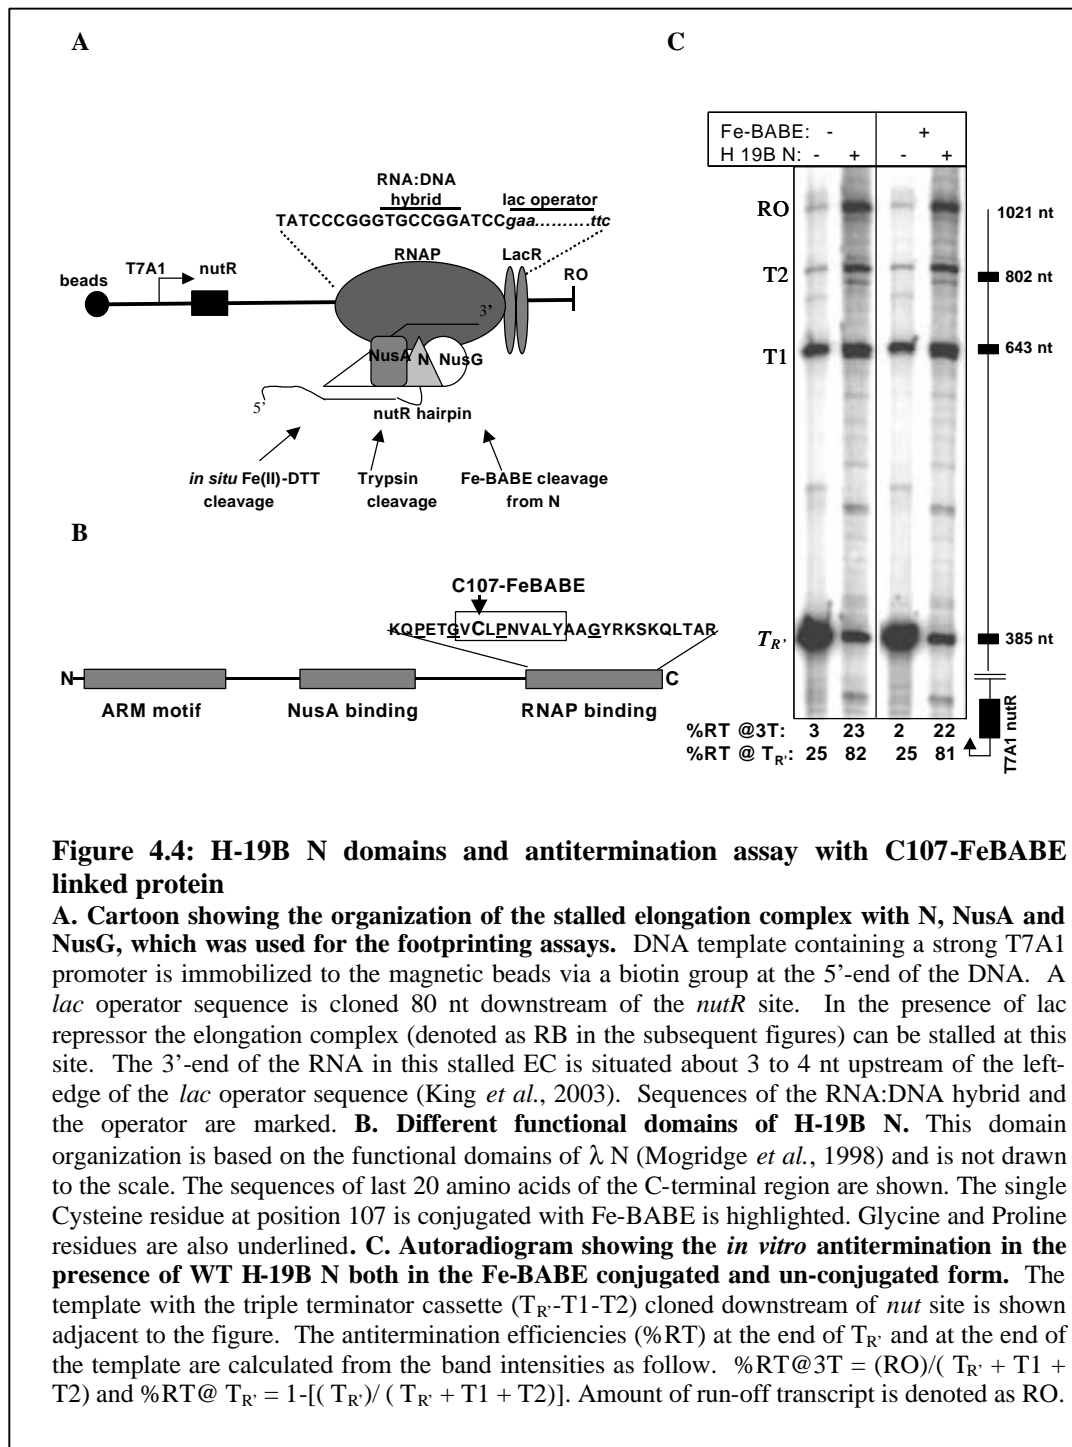 A
RNA:DNA
hybrid
lac operator
TATCCCGGGTGCCGGATCCgaa..........ttc
RNAP
LacR
RO
T7A1
nutR
beads
3'
NusA
N
NusG
5'
nutR hairpin
in situ Fe(II)-DTT
cleavage
Trypsin
cleavage
Fe-BABE cleavage
from N
B
C107-FeBABE
KQPETGVCLPNVALYAAGYRKSKQLTAR
N
C
ARM motif
NusA binding
RNAP binding
C
Fe-BABE: - +
H 19B N: - + - +
RO
1021 nt
T2
802 nt
T1
643 nt
TR'
385 nt
T7A1 nutR
%RT @3T: 3 23 2 22
%RT @ TR': 25 82 25 81
Figure 4.4: H-19B N domains and antitermination assay with C107-FeBABE
linked protein
A. Cartoon showing the organization of the stalled elongation complex with N, NusA and
NusG, which was used for the footprinting assays. DNA template containing a strong T7A1
promoter is immobilized to the magnetic beads via a biotin group at the 5'-end of the DNA. A
lac operator sequence is cloned 80 nt downstream of the nutR site. In the presence of lac
repressor the elongation complex (denoted as RB in the subsequent figures) can be stalled at this
site. The 3'-end of the RNA in this stalled EC is situated about 3 to 4 nt upstream of the left-
edge of the lac operator sequence (King et al., 2003). Sequences of the RNA:DNA hybrid and
the operator are marked. B. Different functional domains of H-19B N. This domain
organization is based on the functional domains of λ N (Mogridge et al., 1998) and is not drawn
to the scale. The sequences of last 20 amino acids of the C-terminal region are shown. The single
Cysteine residue at position 107 is conjugated with Fe-BABE is highlighted. Glycine and Proline
residues are also underlined. C. Autoradiogram showing the in vitro antitermination in the
presence of WT H-19B N both in the Fe-BABE conjugated and un-conjugated form. The
template with the triple terminator cassette (TR'-T1-T2) cloned downstream of nut site is shown
adjacent to the figure. The antitermination efficiencies (%RT) at the end of TR' and at the end of
the template are calculated from the band intensities as follow. %RT@3T = (RO)/( TR' + T1 +
T2) and %RT@ TR' = 1-[( TR')/ ( TR' + T1 + T2)]. Amount of run-off transcript is denoted as RO.